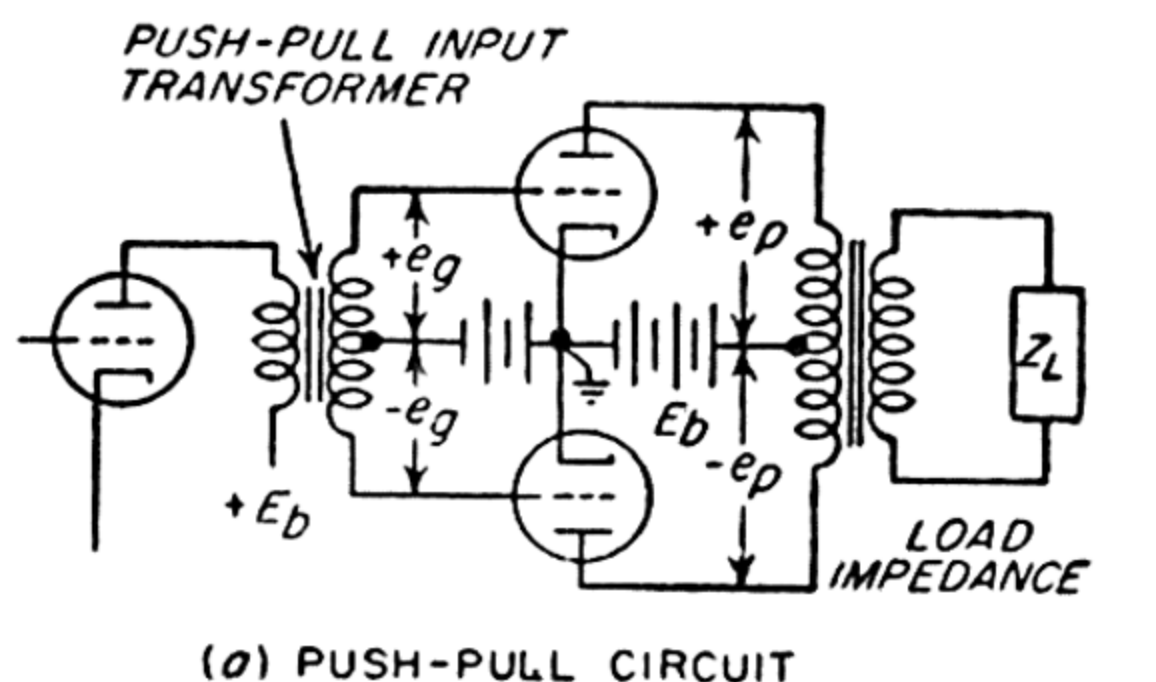 PUSH-PULL INPUT
TRANSFORMER
+eg
-eg
+Eb
+ep
Eb
-ep
ZL
LOAD
IMPEDANCE
(a) PUSH-PULL CIRCUIT